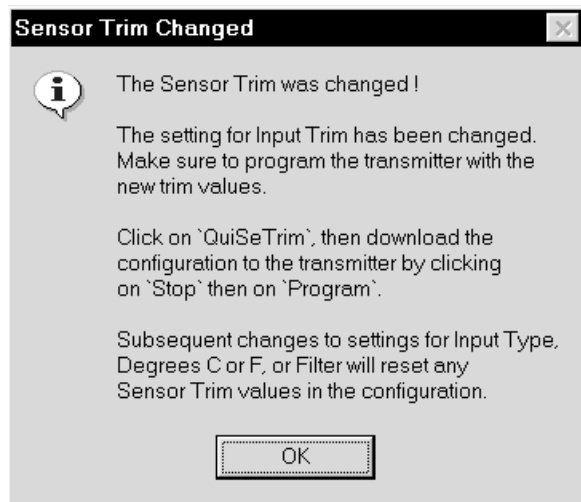 Sensor Trim Changed
The Sensor Trim was changed !
The setting for Input Trim has been changed.
Make sure to program the transmitter with the
new trim values.
Click on `QuiSeTrim`, then download the
configuration to the transmitter by clicking
on `Stop` then on `Program`.
Subsequent changes to settings for Input Type,
Degrees C or F, or Filter will reset any
Sensor Trim values in the configuration.
OK